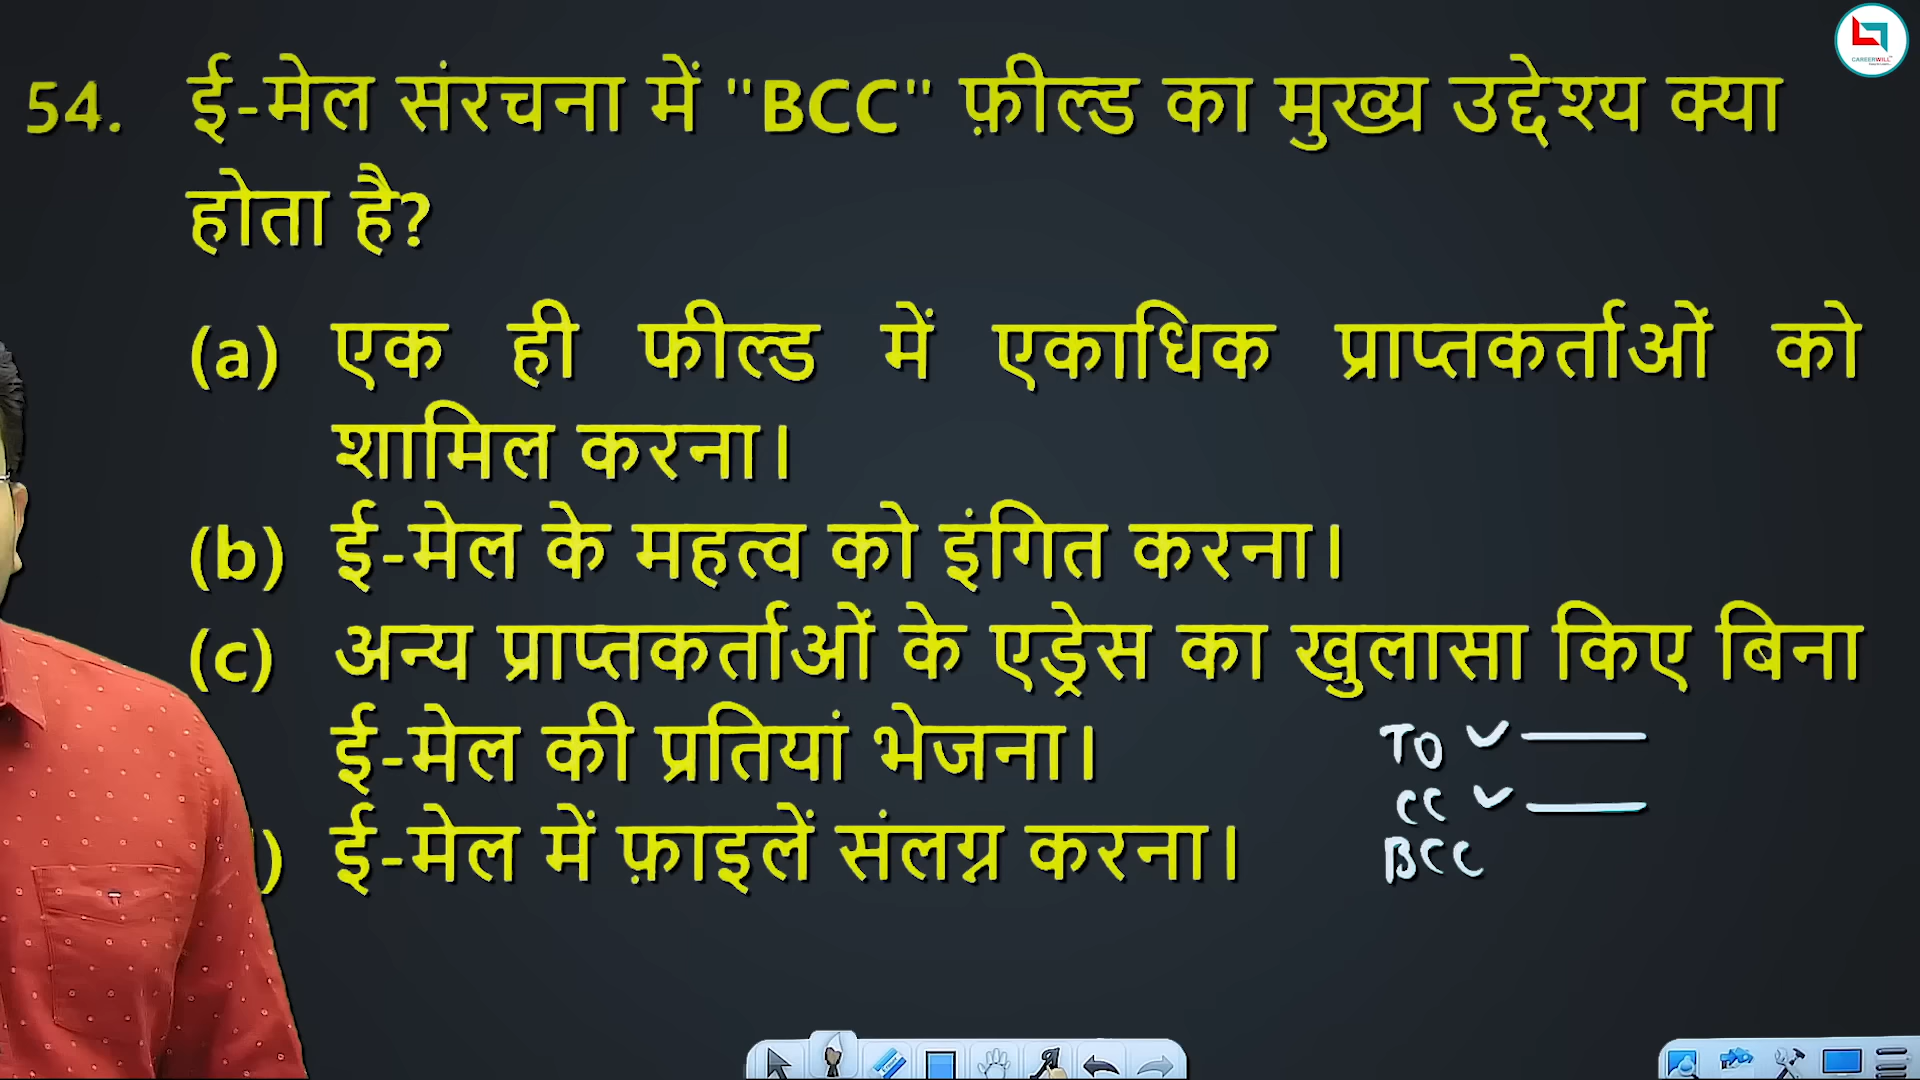 CAREERWILL
54. ई-मेल संरचना में "BCC" फ़ील्ड का मुख्य उद्देश्य क्या
होता है?
(a) एक ही फील्ड में एकाधिक प्राप्तकर्ताओं को
शामिल करना।
(b) ई-मेल के महत्व को इंगित करना।
(c) अन्य प्राप्तकर्ताओं के एड्रेस का खुलासा किए बिना
ई-मेल की प्रतियां भेजना।
) ई-मेल में फ़ाइलें संलग्न करना।
TO
CC
BCC